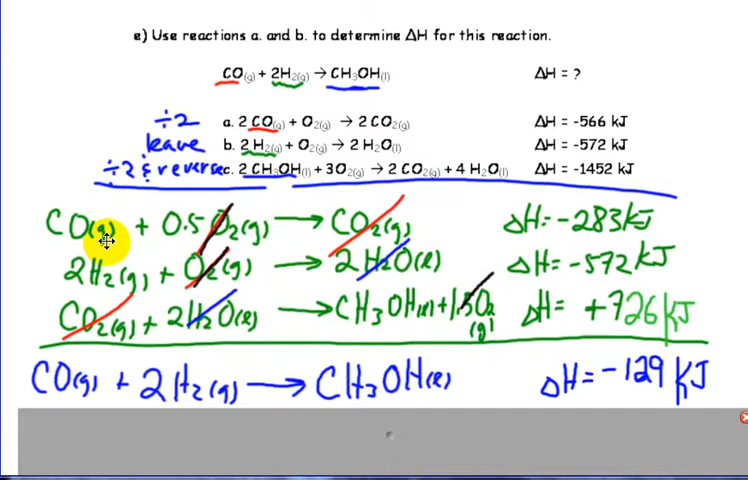 e) Use reactions a. and b. to determine ΔH for this reaction.
CO(g) + 2H₂(g) → CH₃OH(l) ΔH = ?
÷2 a. 2 CO(g) + O₂(g) → 2 CO₂(g) ΔH = -566 kJ
leave b. 2 H₂(g) + O₂(g) → 2 H₂O(l) ΔH = -572 kJ
÷2 & reverse c. 2 CH₃OH(l) + 3O₂(g) → 2 CO₂(g) + 4 H₂O(l) ΔH = -1452 kJ
CO(g) + 0.5 O₂(g) → CO₂(g) ΔH = -283 kJ
2H₂(g) + O₂(g) → 2 H₂O(l) ΔH = -572 kJ
CO₂(g) + 2H₂O(l) → CH₃OH(l) + 1.5O₂(g) ΔH = +726 kJ
CO(g) + 2H₂(g) → CH₃OH(l) ΔH = -129 kJ